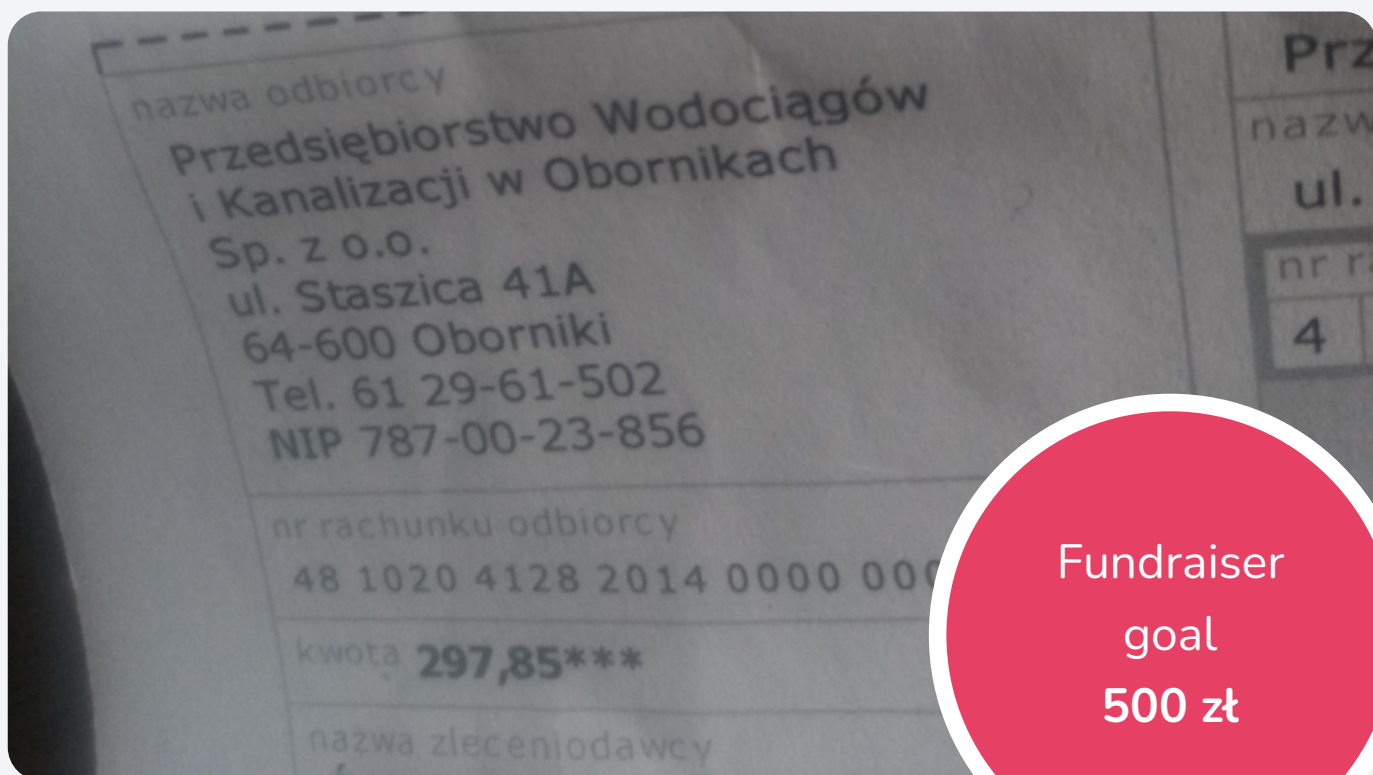 nazwa odbiorcy
Przedsiębiorstwo Wodociągów
i Kanalizacji w Obornikach
Sp. z o.o.
ul. Staszica 41A
64-600 Oborniki
Tel. 61 29-61-502
NIP 787-00-23-856
nr rachunku odbiorcy
48 1020 4128 2014 0000
kwota 297,85***
nazwa zleceniodawcy
ul.
nr
4
Fundraiser
goal
500 zł